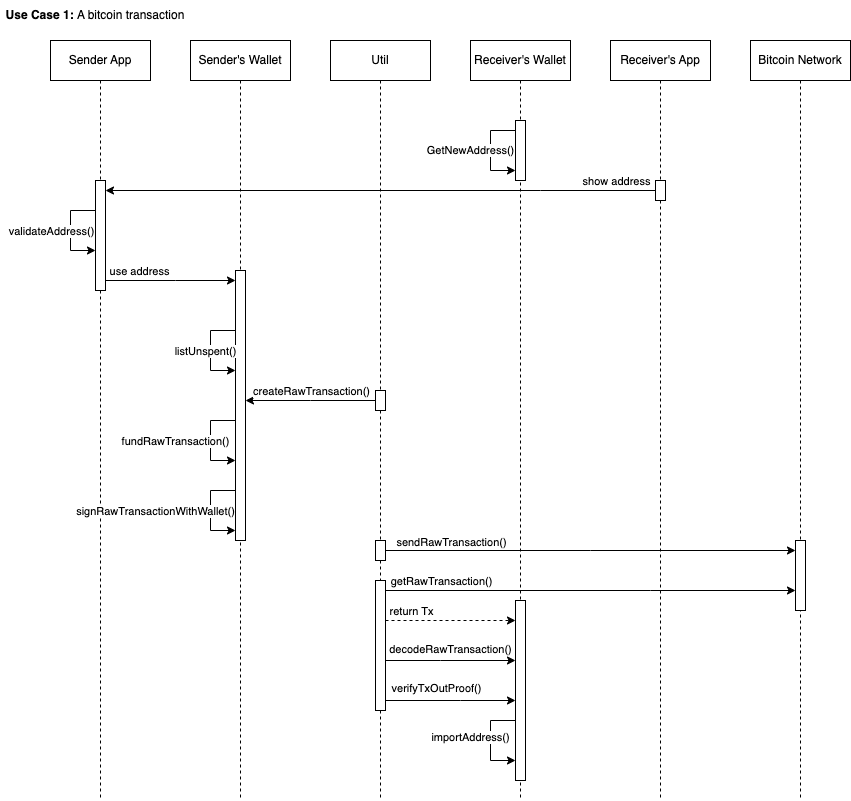 Use Case 1: A bitcoin transaction
Sender App
Sender's Wallet
Util
Receiver's Wallet
Receiver's App
Bitcoin Network
GetNewAddress()
show address
validateAddress()
use address
listUnspent()
createRawTransaction()
fundRawTransaction()
signRawTransactionWithWallet()
sendRawTransaction()
getRawTransaction()
return Tx
decodeRawTransaction()
verifyTxOutProof()
importAddress()